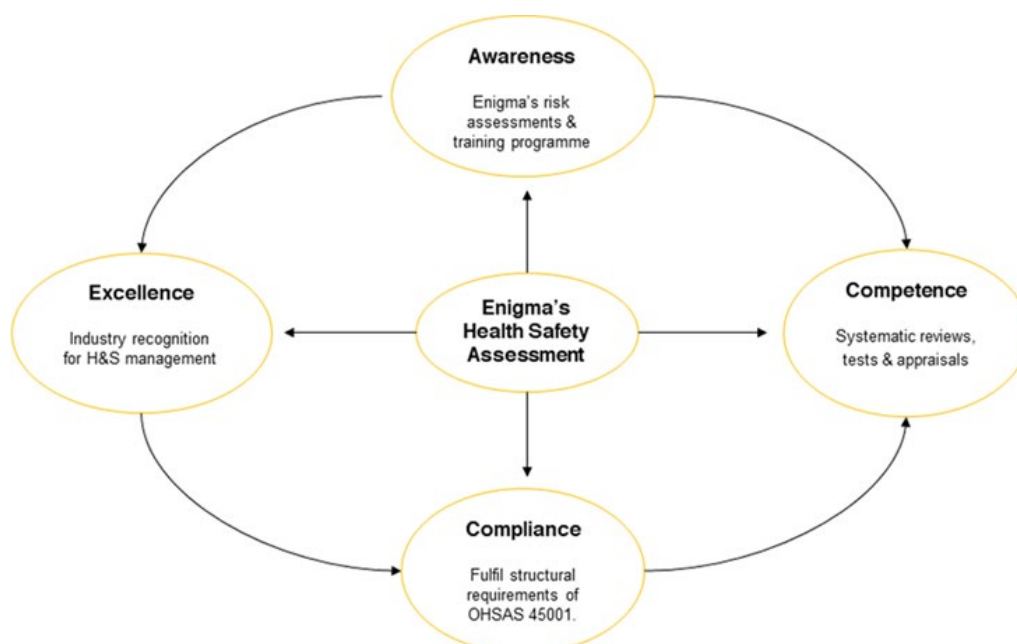 Awareness
Enigma's risk
assessments &
training programme
Excellence
Industry recognition
for H&S management
Enigma's
Health Safety
Assessment
Competence
Systematic reviews,
tests & appraisals
Compliance
Fulfil structural
requirements of
OHSAS 45001.